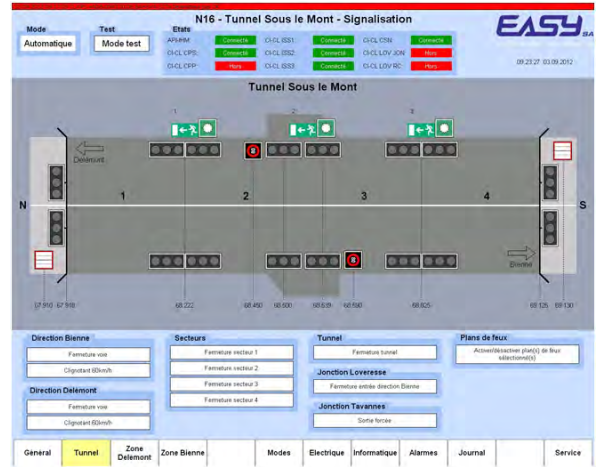 N16 - Tunnel Sous le Mont - Signalisation
Mode
Test
Etats
Automatique
Mode test
API-HM
Connecté
CI-CL ISS1
Connecté
CI-CL CSN
Connecté
CI-CL CPS
Connecté
CI-CL ISS2
Connecté
CI-CL LOV JON
Hors
CI-CL CPP
Hors
CI-CL ISS3
Connecté
CI-CL LOV RC
Hors
EASY SA
09:23:27 03.09.2012
Tunnel Sous le Mont
1
2
3
Delémont
N
1
2
3
4
S
Bienne
67.910
67.918
68.222
68.490
68.500
68.590
68.825
69.126
69.130
Direction Bienne
Fermeture voie
Clignotant 60km/h
Direction Delémont
Fermeture voie
Clignotant 60km/h
Secteurs
Fermeture secteur 1
Fermeture secteur 2
Fermeture secteur 3
Fermeture secteur 4
Tunnel
Fermeture tunnel
Jonction Loveresse
Fermeture entrée direction Bienne
Jonction Tavannes
Sortie forcée
Plans de feux
Activer/désactiver plan(s) de feux
sélectionné(s)
Général
Tunnel
Zone
Delémont
Zone Bienne
Modes
Electrique
Informatique
Alarmes
Journal
Service